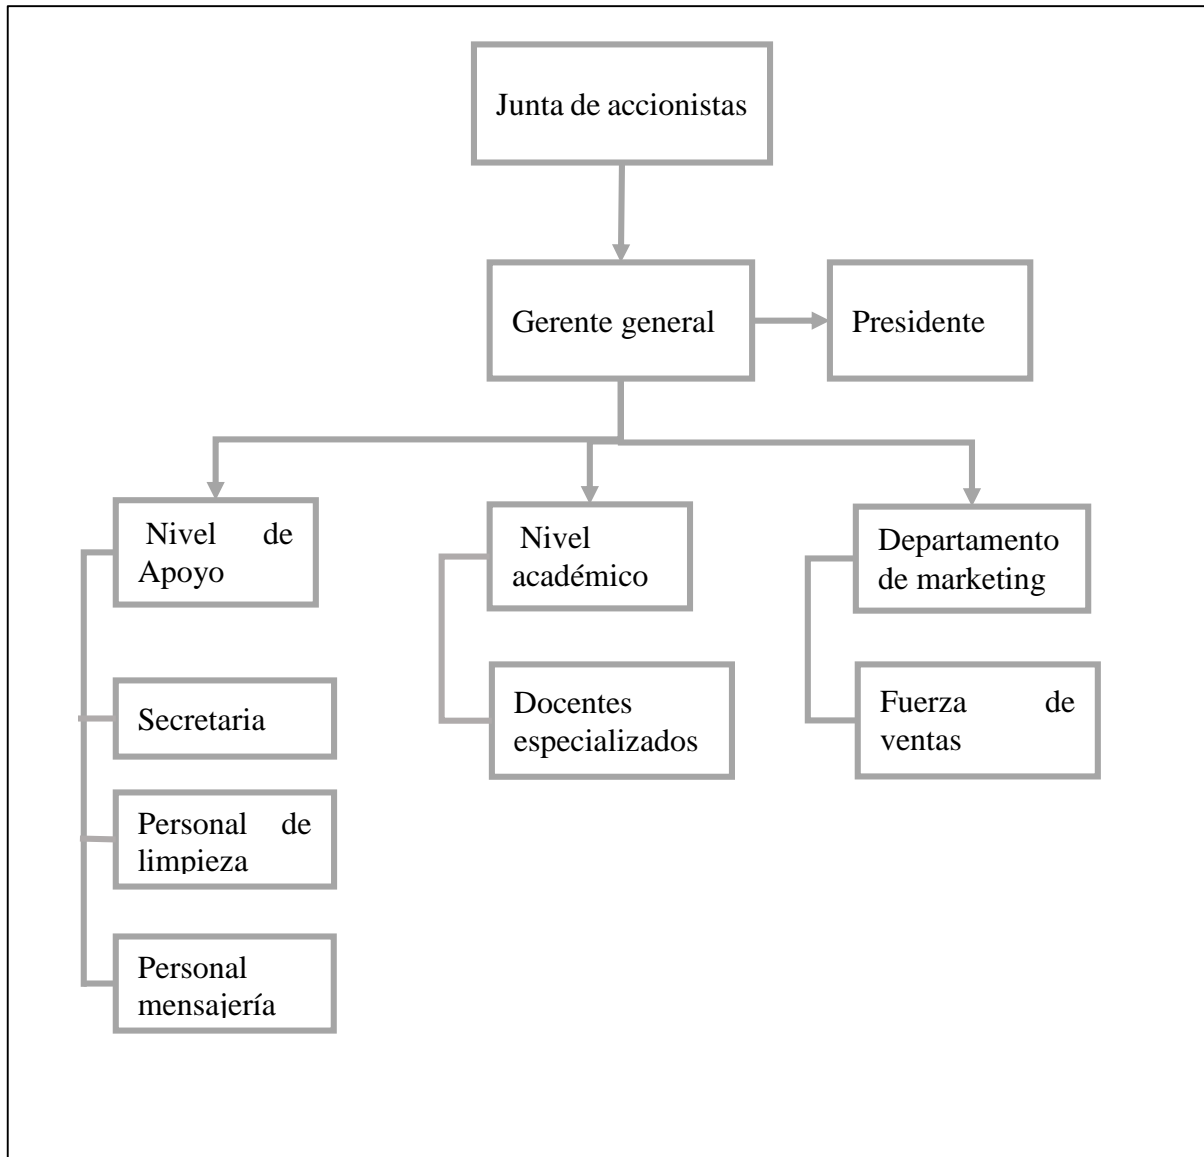 Junta de accionistas
Gerente general
Presidente
Nivel de
Apoyo
Nivel
académico
Departamento
de marketing
Secretaria
Docentes
especializados
Fuerza de
ventas
Personal de
limpieza
Personal
mensajería